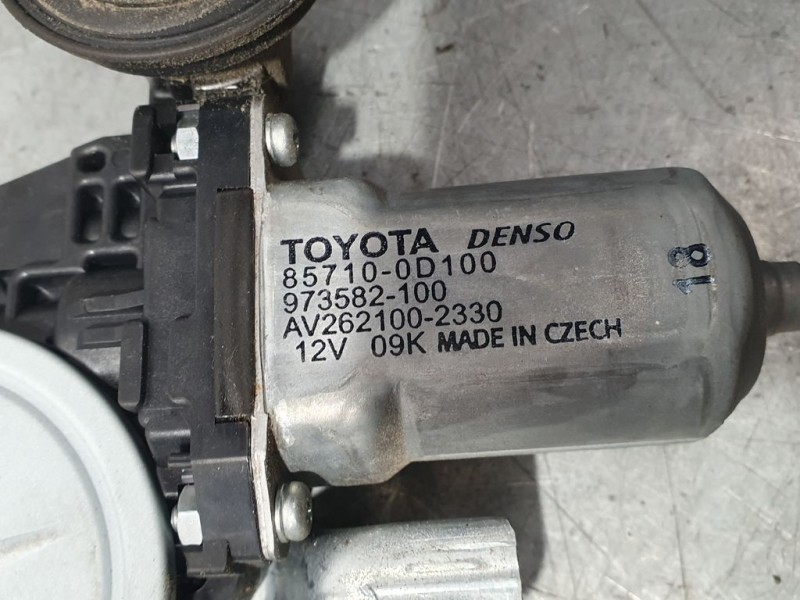 TOYOTA DENSO
85710-0D100
973582-100
AV262100-2330
12V 09K MADE IN CZECH
18